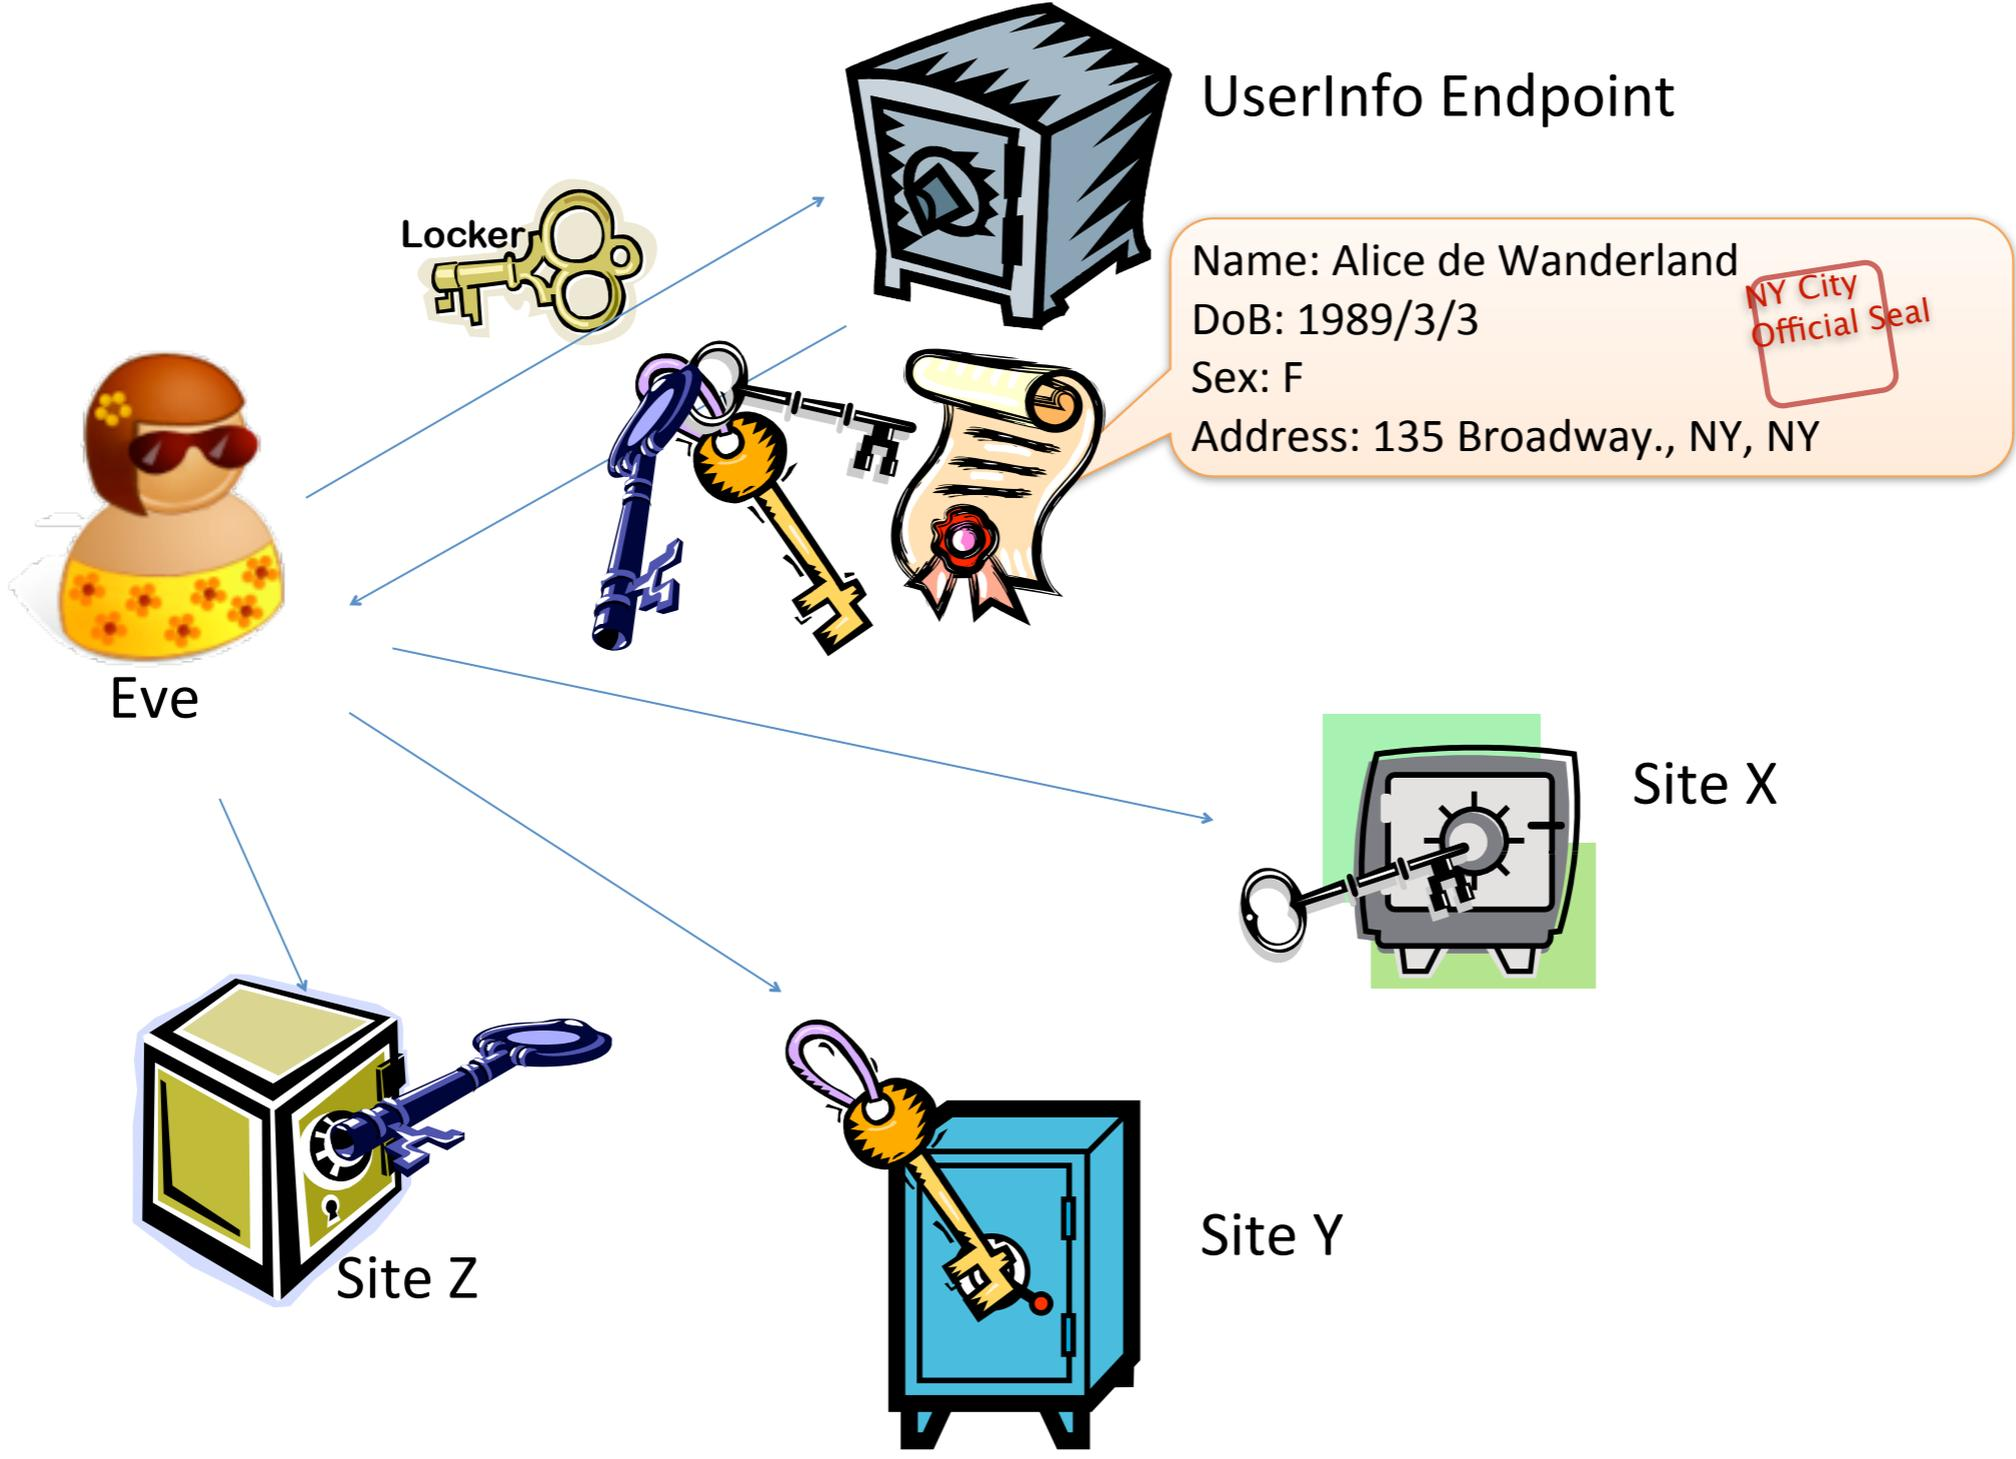 UserInfo Endpoint
Locker
Name: Alice de Wanderland
DoB: 1989/3/3
Sex: F
Address: 135 Broadway., NY, NY
NY City
Official Seal
Eve
Site X
Site Y
Site Z